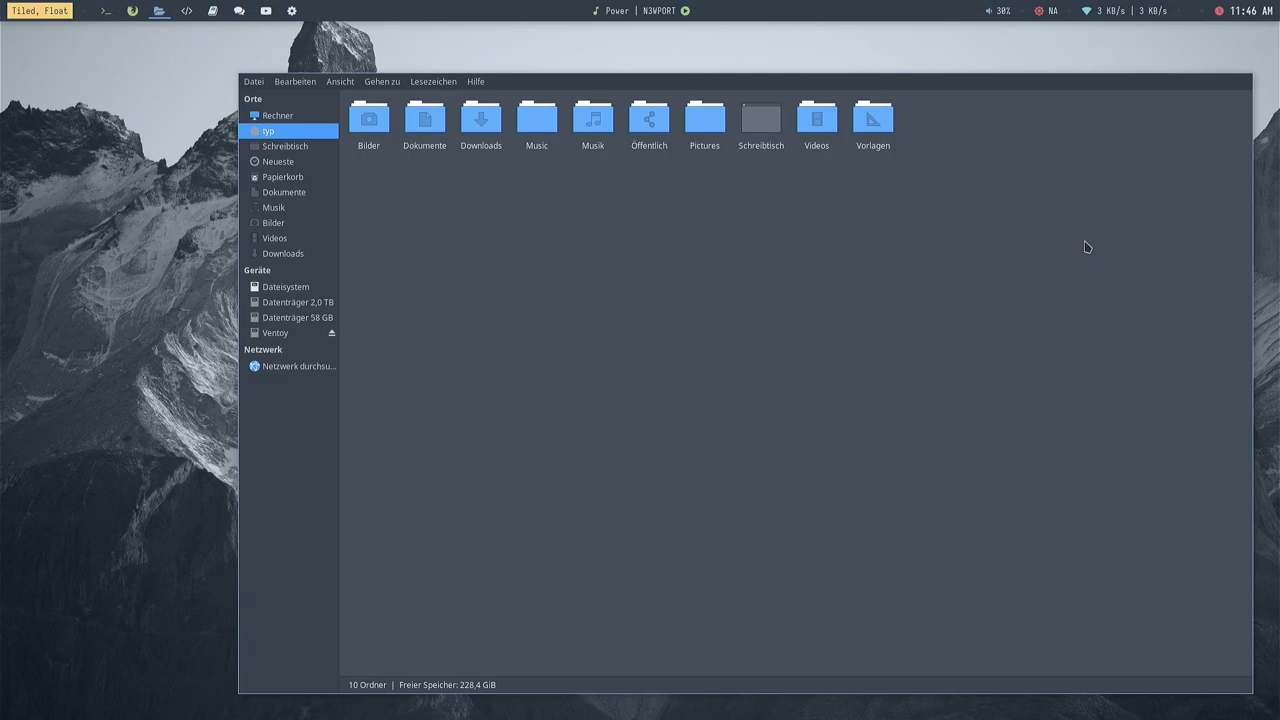 Tiled, Float
Power | N3WPORT
30%
NA
3 KB/s | 3 KB/s
11:46 AM
Datei Bearbeiten Ansicht Gehen zu Lesezeichen Hilfe
Orte
Rechner
typ
Schreibtisch
Neueste
Papierkorb
Dokumente
Musik
Bilder
Videos
Downloads
Geräte
Dateisystem
Datenträger 2,0 TB
Datenträger 58 GB
Ventoy
Netzwerk
Netzwerk durchsu...
Bilder Dokumente Downloads Music Musik Öffentlich Pictures Schreibtisch Videos Vorlagen
10 Ordner | Freier Speicher: 228,4 GiB